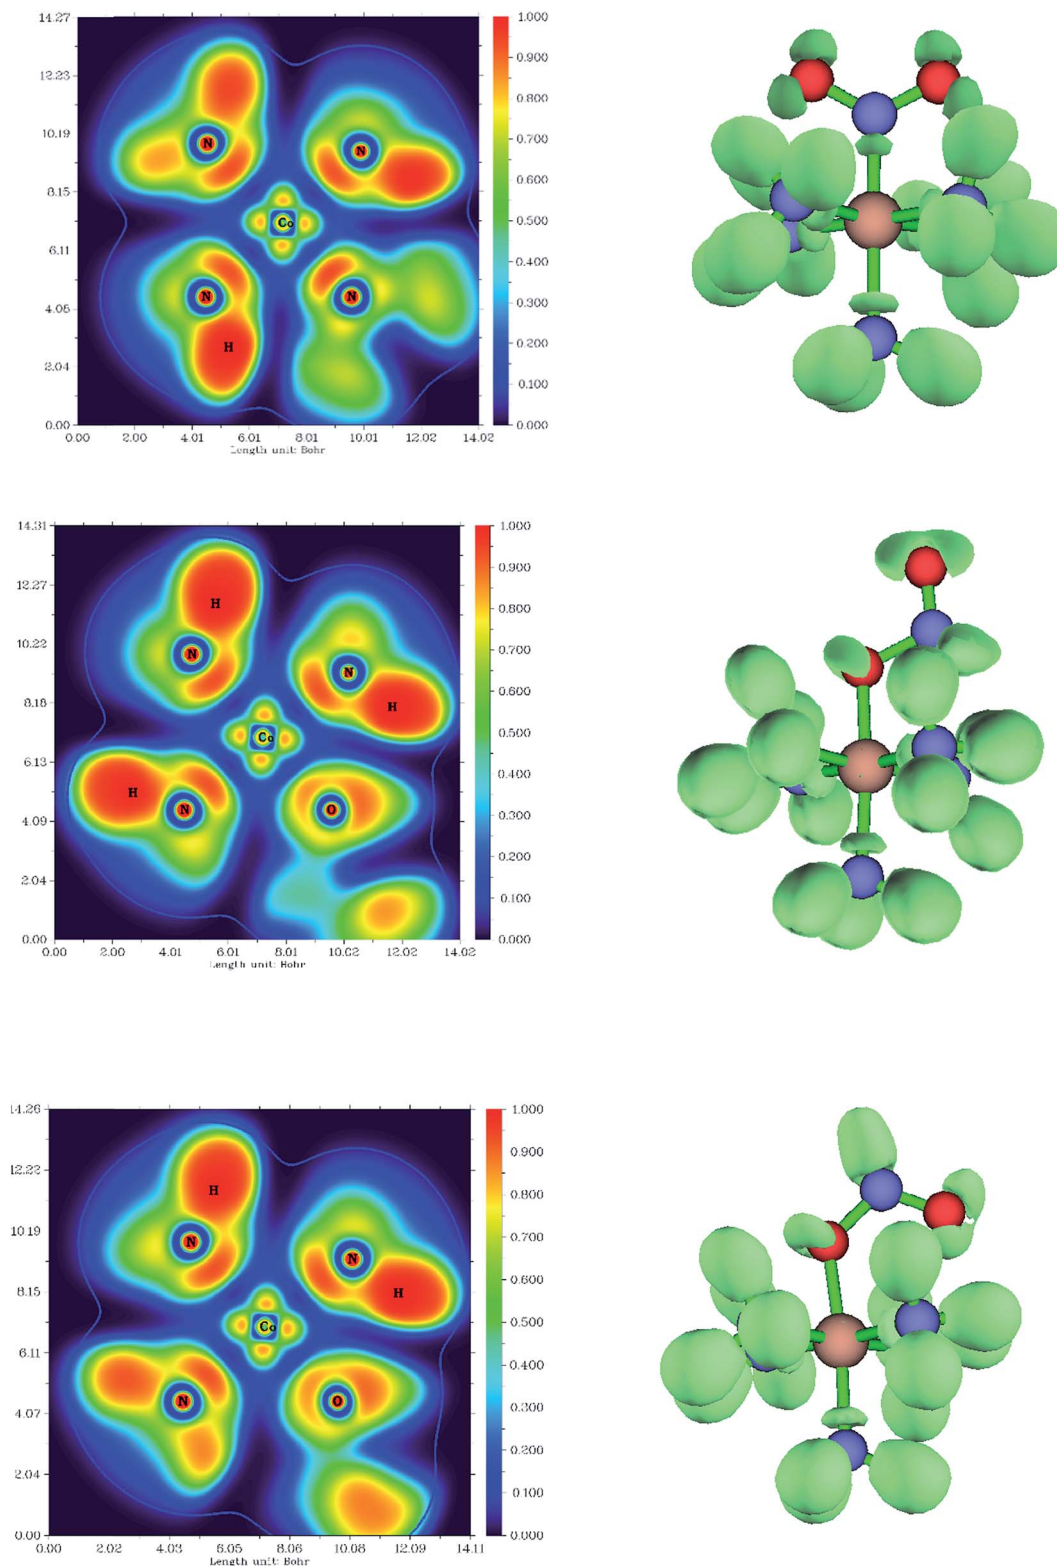 14.27
12.23
10.19
8.15
6.11
4.05
2.04
0.00
0.00 2.00 4.01 6.01 8.01 10.01 12.02 14.02
Length unit: Bohr
N
N
Co
N
N
H
1.000
0.900
0.800
0.700
0.600
0.500
0.400
0.300
0.200
0.100
0.000
14.31
12.27
10.22
8.18
6.13
4.09
2.04
0.00
0.00 2.00 4.01 6.01 8.01 10.02 12.02 14.02
Length unit: Bohr
H
N
N
H
Co
H
N
O
1.000
0.900
0.800
0.700
0.600
0.500
0.400
0.300
0.200
0.100
0.000
14.26
12.22
10.19
8.15
6.11
4.07
2.04
0.00
0.00 2.02 4.03 6.05 8.06 10.08 12.09 14.11
Length unit: Bohr
H
N
N
H
Co
N
O
1.000
0.900
0.800
0.700
0.600
0.500
0.400
0.300
0.200
0.100
0.000